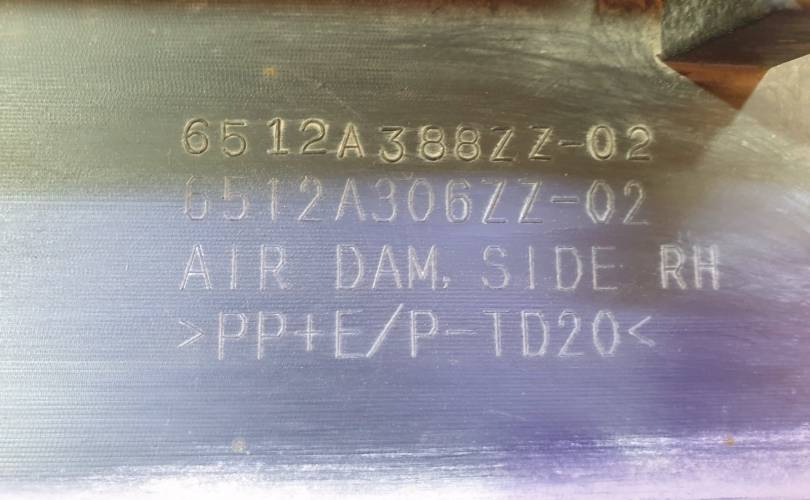 6512A388ZZ-02
6512A306ZZ-02
AIR DAM, SIDE RH
>PP+E/P-TD20<